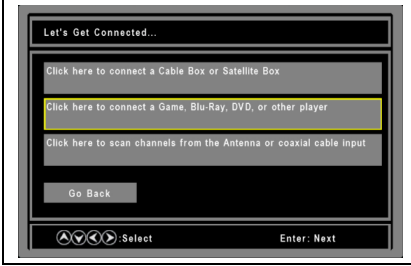 Let's Get Connected...
Click here to connect a Cable Box or Satellite Box
Click here to connect a Game, Blu-Ray, DVD, or other player
Click here to scan channels from the Antenna or coaxial cable input
Go Back
:Select Enter: Next